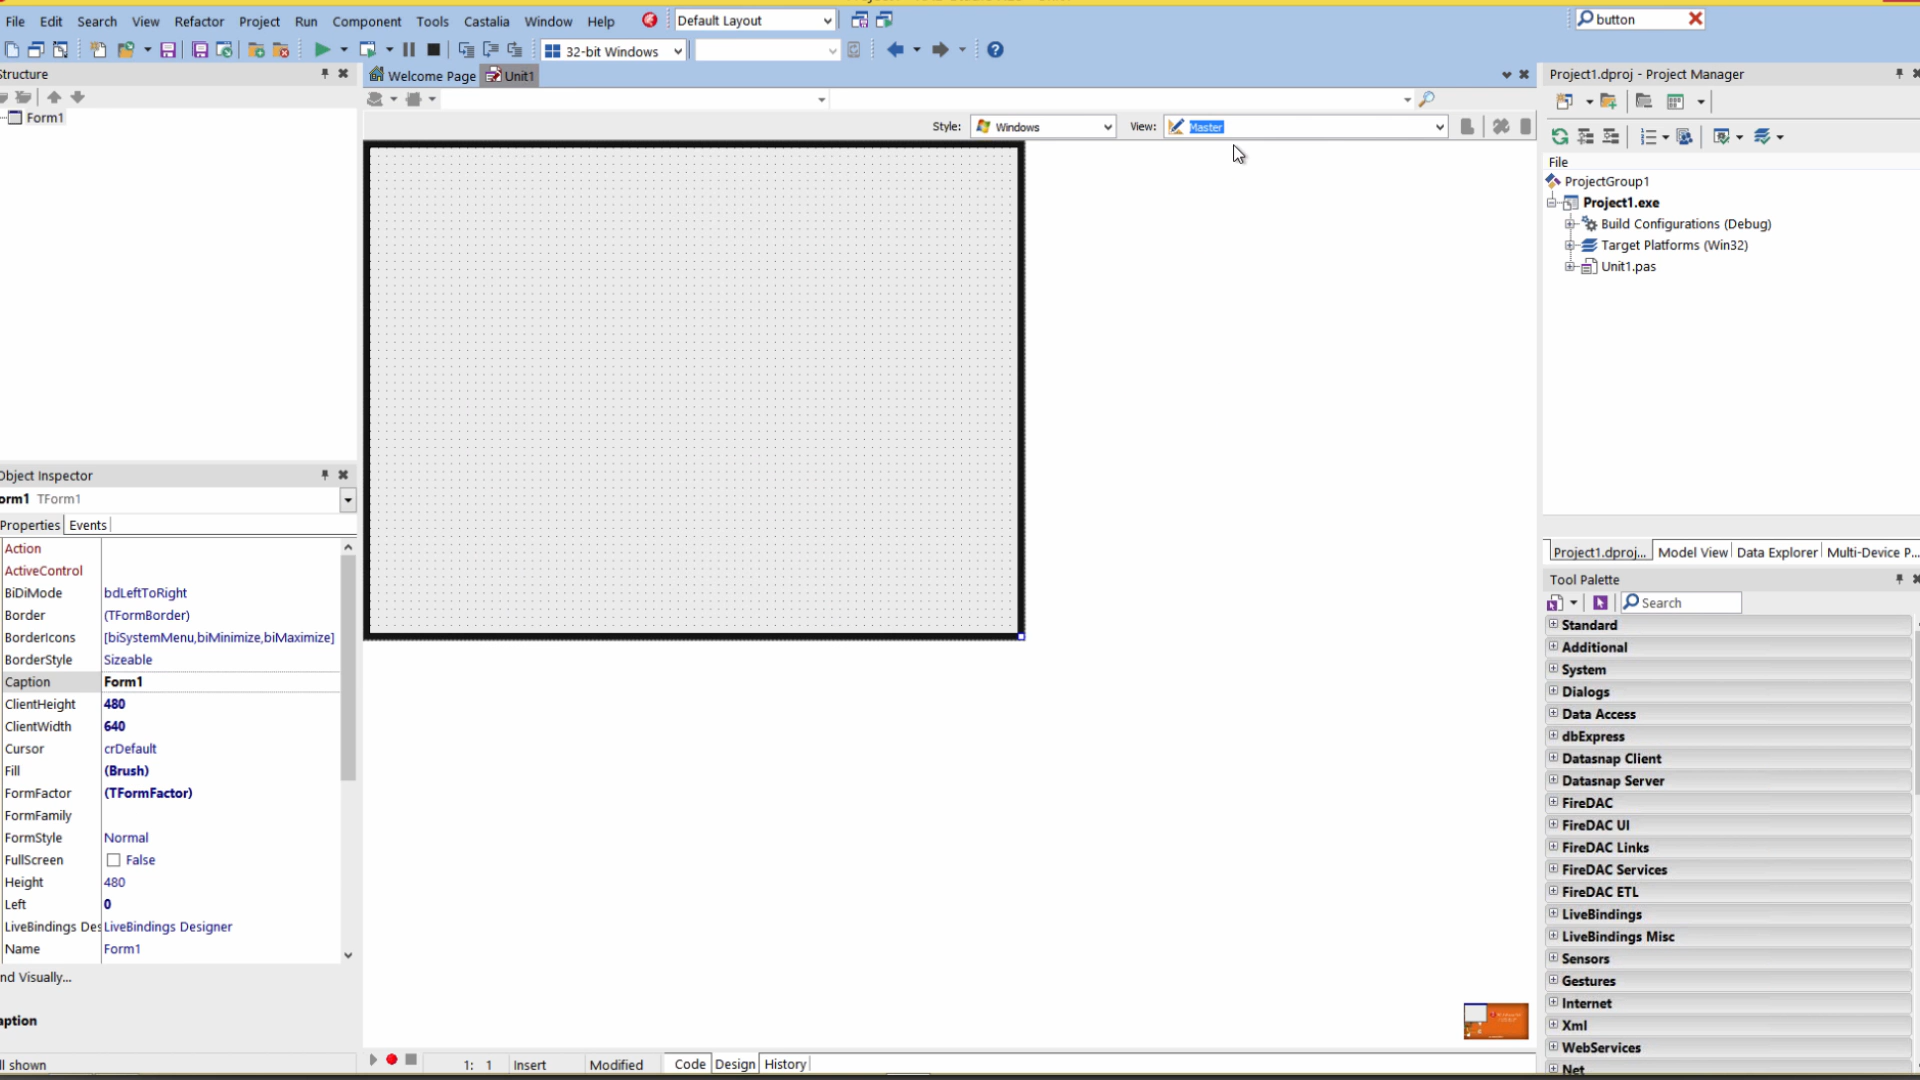 File Edit Search View Refactor Project Run Component Tools Castalia Window Help Default Layout button
32-bit Windows
Structure
Welcome Page Unit1
Project1.dproj - Project Manager
Form1
Style: Windows View: Master
File
ProjectGroup1
Project1.exe
Build Configurations (Debug)
Target Platforms (Win32)
Unit1.pas
Object Inspector
orm1 TForm1
Properties Events
Action
ActiveControl
BiDiMode bdLeftToRight
Border (TFormBorder)
BorderIcons [biSystemMenu,biMinimize,biMaximize]
BorderStyle Sizeable
Caption Form1
ClientHeight 480
ClientWidth 640
Cursor crDefault
Fill (Brush)
FormFactor (TFormFactor)
FormFamily
FormStyle Normal
FullScreen False
Height 480
Left 0
LiveBindings Des LiveBindings Designer
Name Form1
nd Visually...
aption
ll shown
Project1.dproj... Model View Data Explorer Multi-Device P...
Tool Palette
Search
Standard
Additional
System
Dialogs
Data Access
dbExpress
Datasnap Client
Datasnap Server
FireDAC
FireDAC UI
FireDAC Links
FireDAC Services
FireDAC ETL
LiveBindings
LiveBindings Misc
Sensors
Gestures
Internet
Xml
WebServices
Net
1: 1 Insert Modified Code Design History